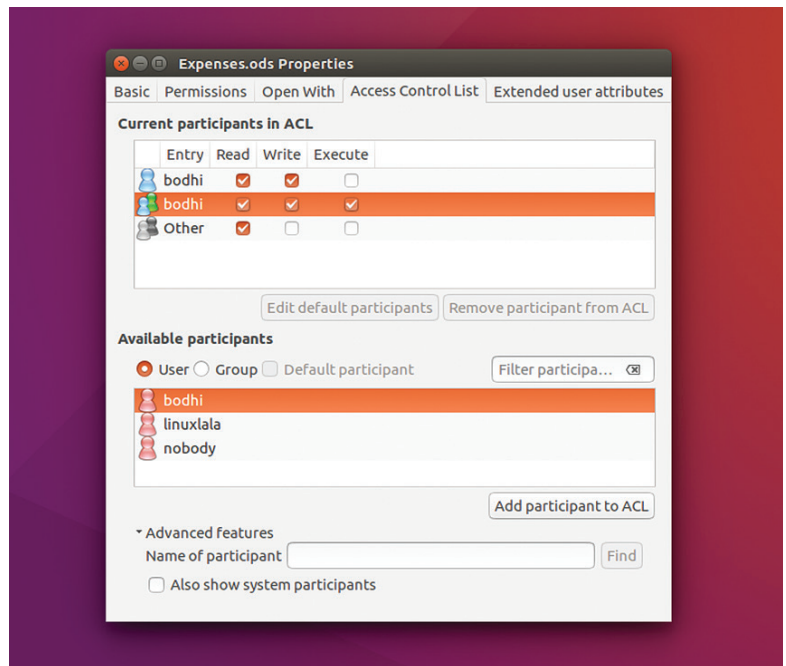 Expenses.ods Properties
Basic Permissions Open With Access Control List Extended user attributes
Current participants in ACL
Entry Read Write Execute
bodhi
bodhi
Other
Edit default participants Remove participant from ACL
Available participants
User Group Default participant Filter participa...
bodhi
linuxlala
nobody
Add participant to ACL
Advanced features
Name of participant Find
Also show system participants